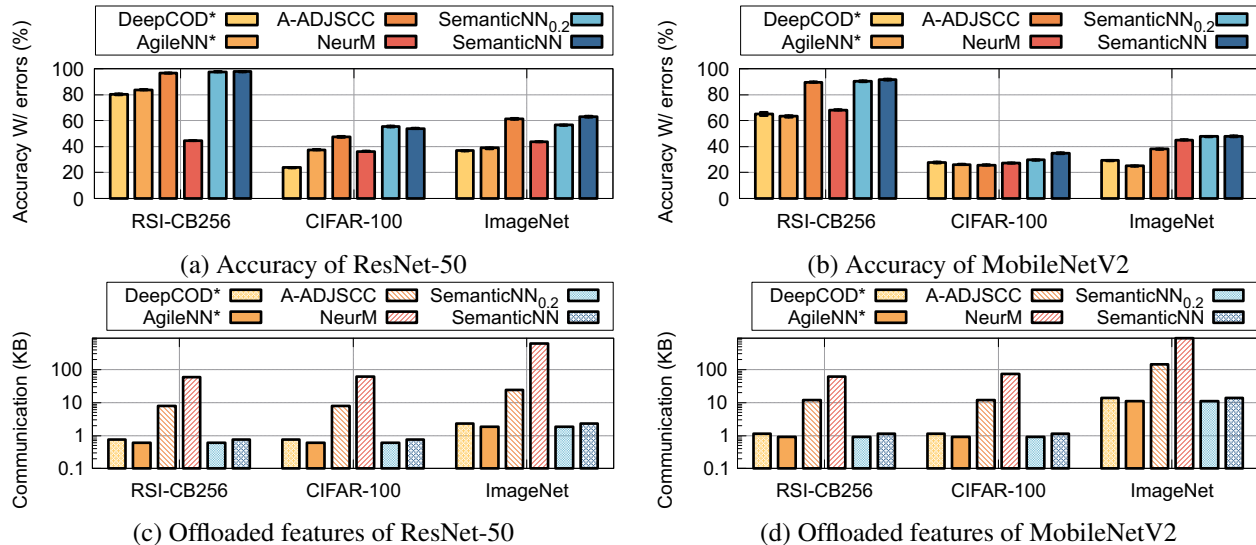 DeepCOD* A-ADJSCC SemanticNN0.2
AgileNN* NeurM SemanticNN
Accuracy W/ errors (%)
100
80
60
40
20
0
RSI-CB256 CIFAR-100 ImageNet
(a) Accuracy of ResNet-50
DeepCOD* A-ADJSCC SemanticNN0.2
AgileNN* NeurM SemanticNN
Accuracy W/ errors (%)
100
80
60
40
20
0
RSI-CB256 CIFAR-100 ImageNet
(b) Accuracy of MobileNetV2
DeepCOD* A-ADJSCC SemanticNN0.2
AgileNN* NeurM SemanticNN
Communication (KB)
100
10
1
0.1
RSI-CB256 CIFAR-100 ImageNet
(c) Offloaded features of ResNet-50
DeepCOD* A-ADJSCC SemanticNN0.2
AgileNN* NeurM SemanticNN
Communication (KB)
100
10
1
0.1
RSI-CB256 CIFAR-100 ImageNet
(d) Offloaded features of MobileNetV2